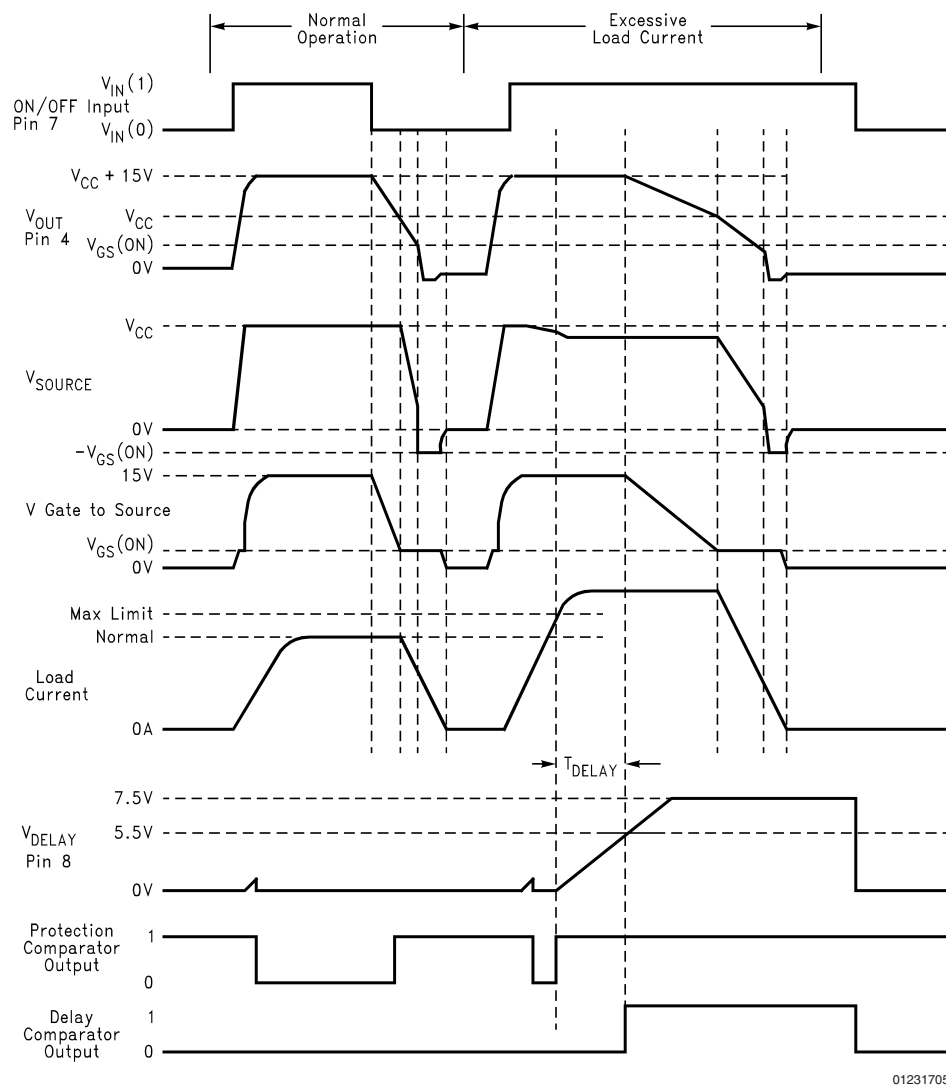 Normal
Operation
Excessive
Load Current
V_IN(1)
ON/OFF Input
Pin 7
V_IN(0)
V_CC + 15V
V_OUT
Pin 4
V_CC
V_GS(ON)
0V
V_CC
V_SOURCE
0V
-V_GS(ON)
15V
V Gate to Source
V_GS(ON)
0V
Max Limit
Normal
Load
Current
0A
T_DELAY
7.5V
V_DELAY
Pin 8
5.5V
0V
Protection
Comparator
Output
1
0
Delay
Comparator
Output
1
0
01231705